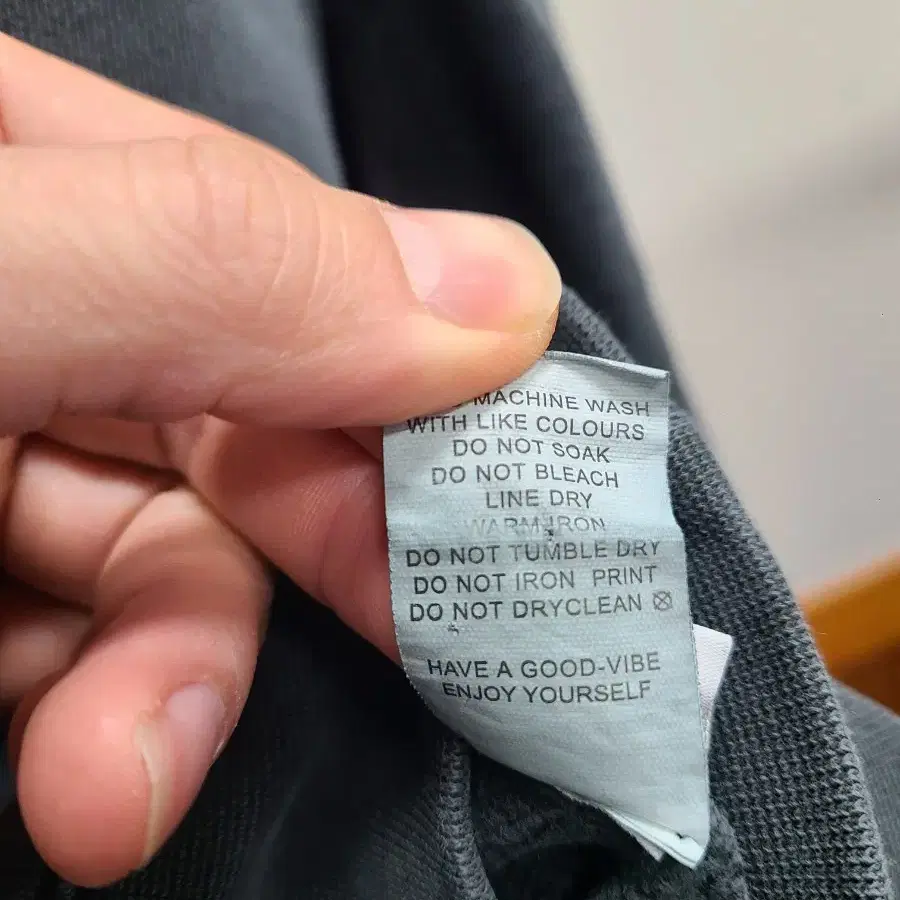 MACHINE WASH
WITH LIKE COLOURS
DO NOT SOAK
DO NOT BLEACH
LINE DRY
WARM IRON
DO NOT TUMBLE DRY
DO NOT IRON PRINT
DO NOT DRYCLEAN
HAVE A GOOD-VIBE
ENJOY YOURSELF